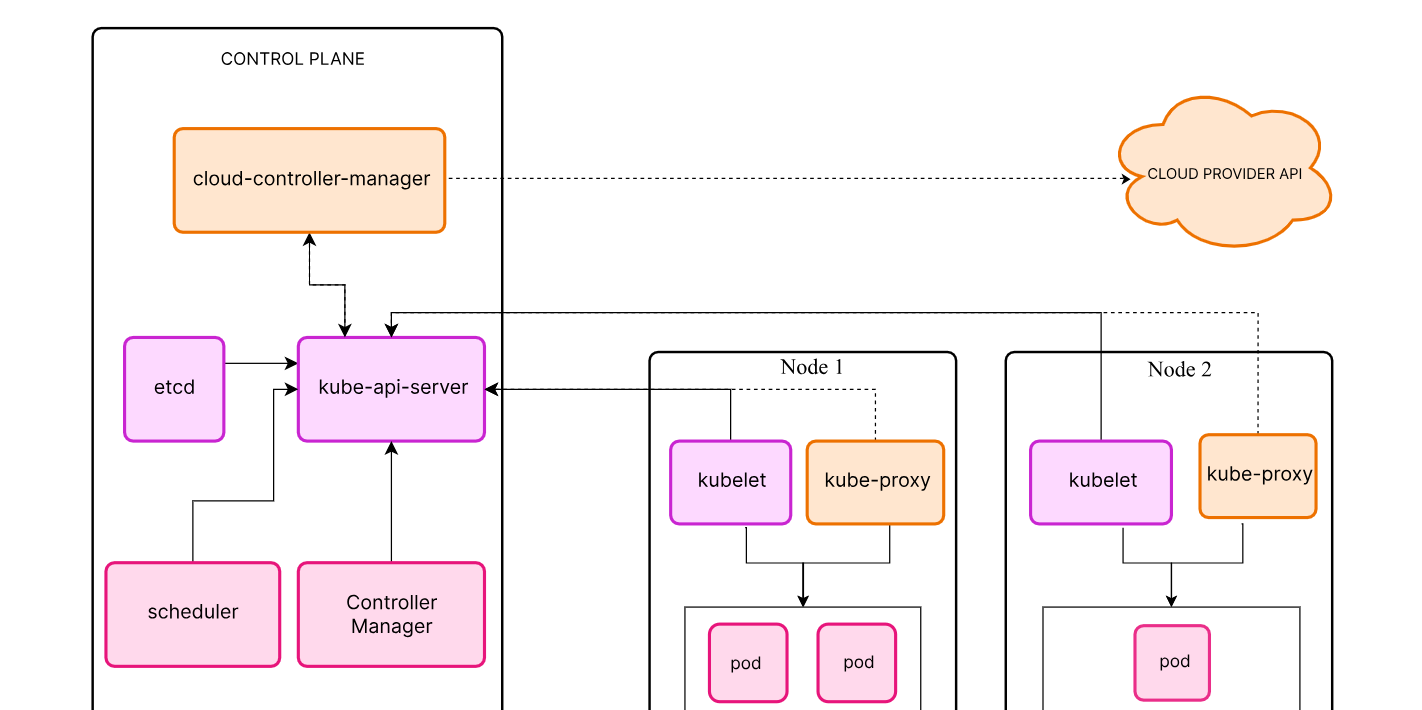 CONTROL PLANE
cloud-controller-manager
CLOUD PROVIDER API
etcd
kube-api-server
Node 1
Node 2
kubelet
kube-proxy
kubelet
kube-proxy
scheduler
Controller
Manager
pod
pod
pod